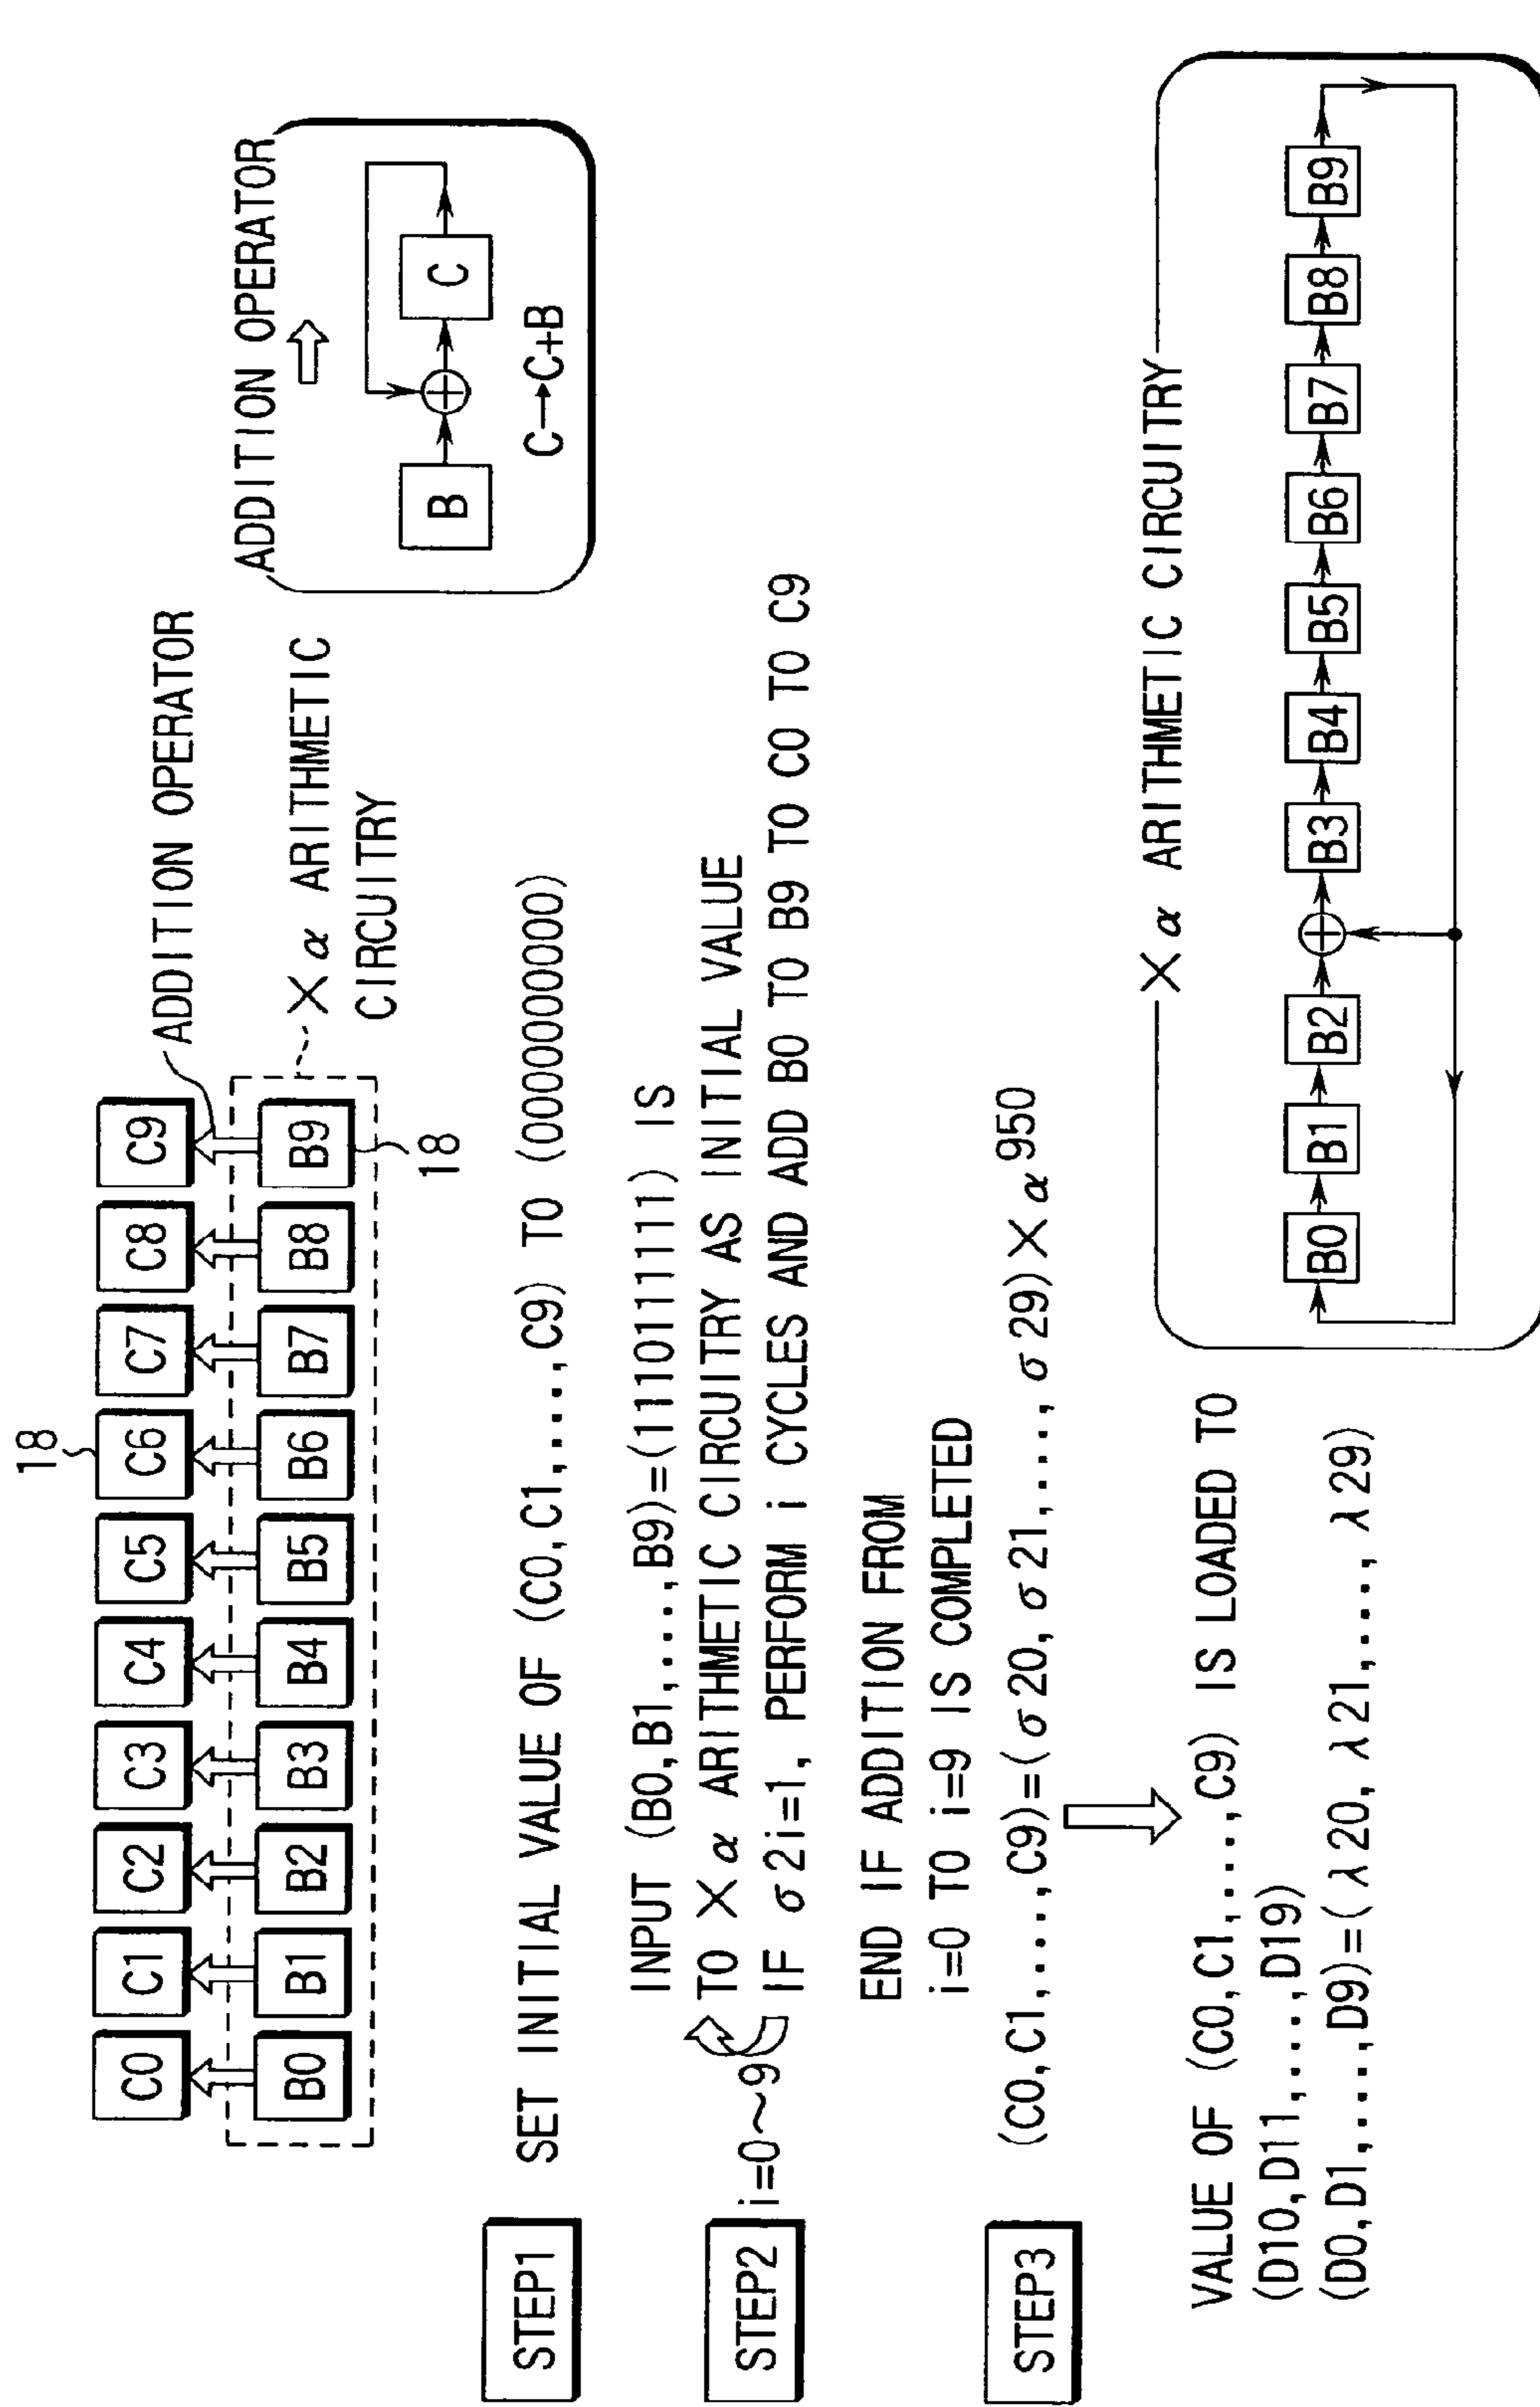 18
C0 C1 C2 C3 C4 C5 C6 C7 C8 C9
ADDITION OPERATOR
B0 B1 B2 B3 B4 B5 B6 B7 B8 B9
×α ARITHMETIC
CIRCUITRY
18
ADDITION OPERATOR
B C
C→C+B
STEP1
SET INITIAL VALUE OF (C0,C1,...,C9) TO (0000000000)
STEP2
i=0~9
INPUT (B0,B1,...,B9)=(1110111111) IS
TO ×α ARITHMETIC CIRCUITRY AS INITIAL VALUE
IF σ2i=1, PERFORM i CYCLES AND ADD B0 TO B9 TO C0 TO C9
END IF ADDITION FROM
i=0 TO i=9 IS COMPLETED
STEP3
(C0,C1,...,C9)=(σ20,σ21,...,σ29)×α950
VALUE OF (C0,C1,...,C9) IS LOADED TO
(D10,D11,...,D19)
(D0,D1,...,D9)=(λ20,λ21,...,λ29)
×α ARITHMETIC CIRCUITRY
B0 B1 B2 B3 B4 B5 B6 B7 B8 B9